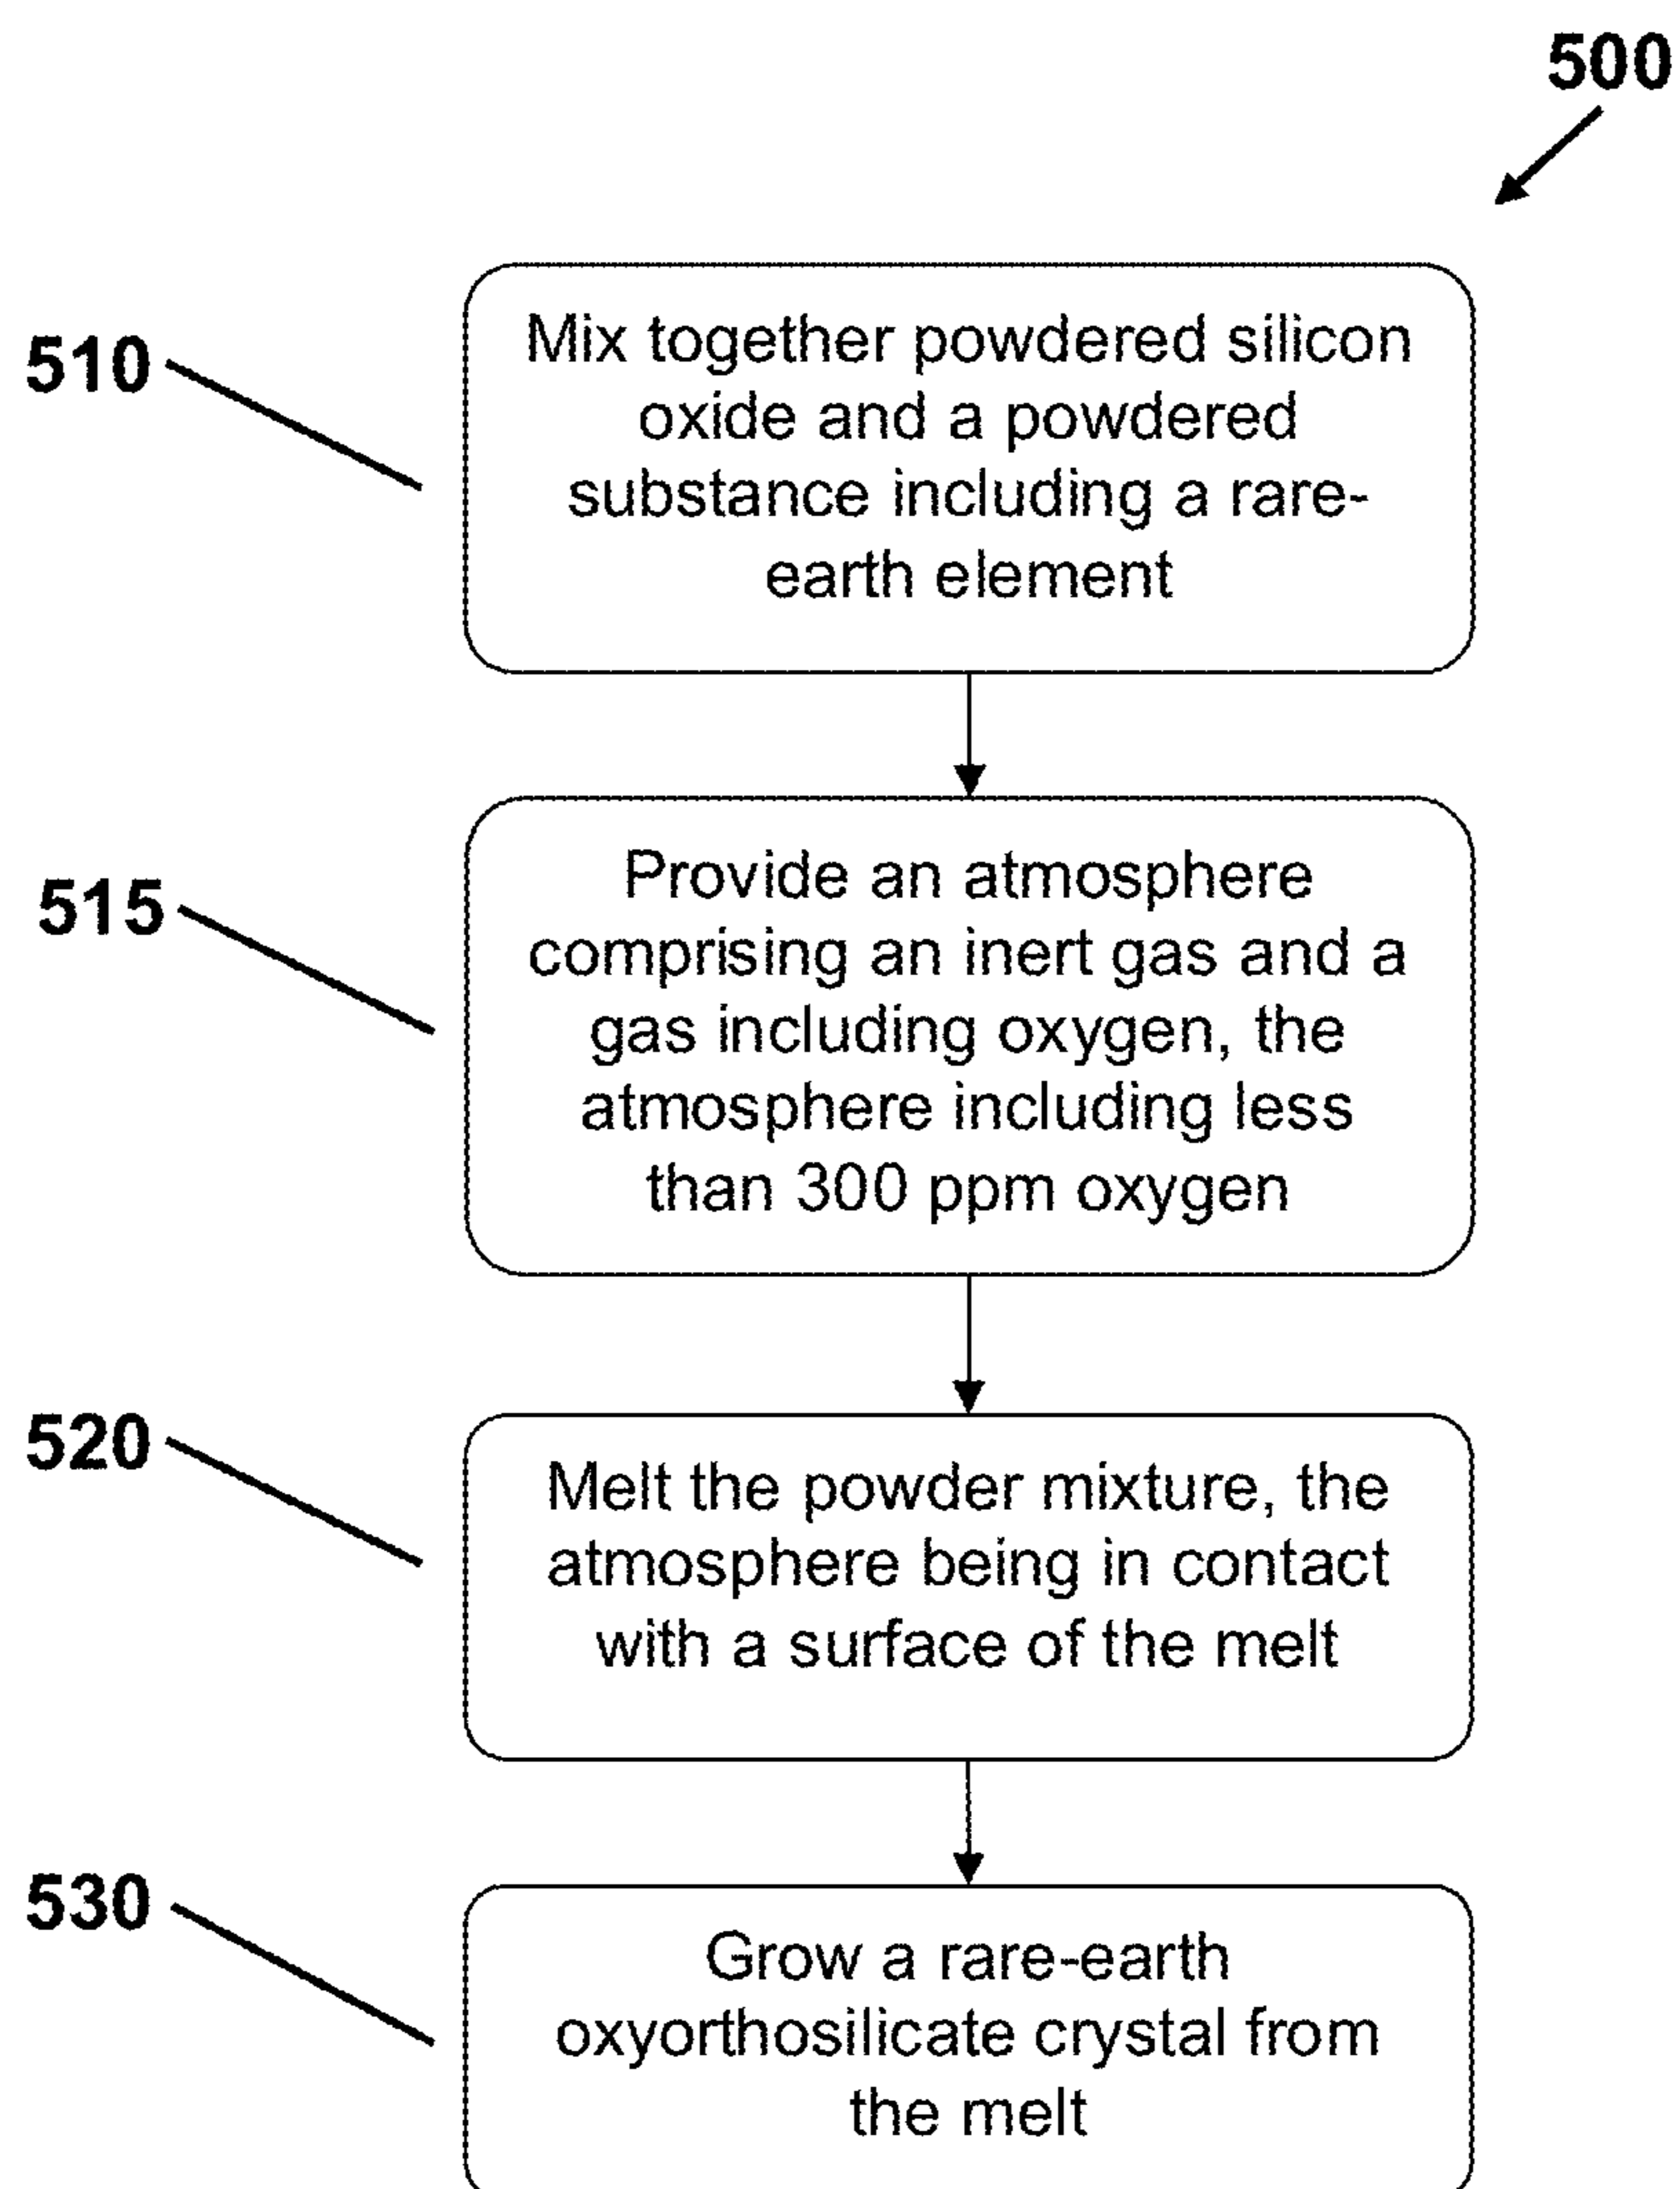 500
510
Mix together powdered silicon
oxide and a powdered
substance including a rare-
earth element
515
Provide an atmosphere
comprising an inert gas and a
gas including oxygen, the
atmosphere including less
than 300 ppm oxygen
520
Melt the powder mixture, the
atmosphere being in contact
with a surface of the melt
530
Grow a rare-earth
oxyorthosilicate crystal from
the melt